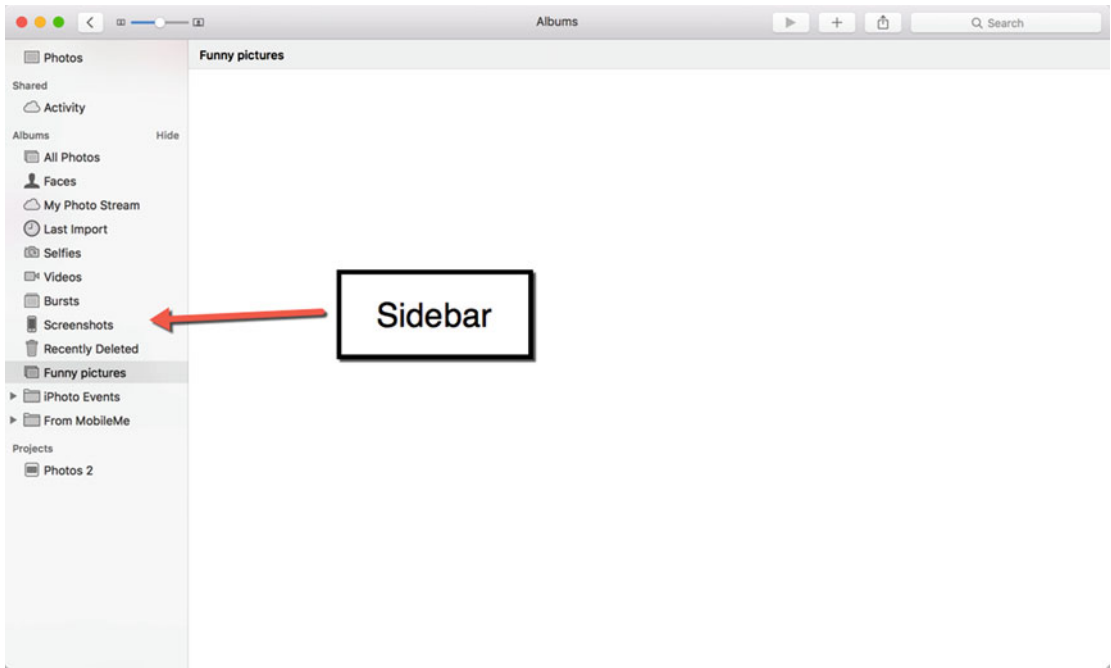 Albums
Search
Photos
Funny pictures
Shared
Activity
Albums Hide
All Photos
Faces
My Photo Stream
Last Import
Selfies
Videos
Bursts
Screenshots
Recently Deleted
Funny pictures
iPhoto Events
From MobileMe
Projects
Photos 2
Sidebar